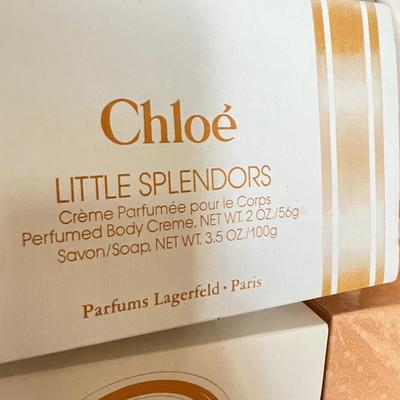 Chloé
LITTLE SPLENDORS
Crème Parfumée pour le Corps
Perfumed Body Creme, NET WT. 2 OZ./56g
Savon/Soap, NET WT. 3.5 OZ./100g
Parfums Lagerfeld • Paris